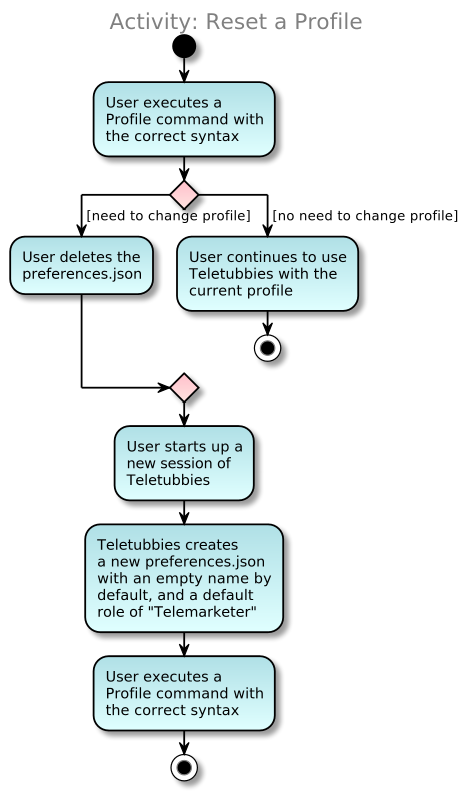 Activity: Reset a Profile
User executes a
Profile command with
the correct syntax
[need to change profile]
[no need to change profile]
User deletes the
preferences.json
User continues to use
Teletubbies with the
current profile
User starts up a
new session of
Teletubbies
Teletubbies creates
a new preferences.json
with an empty name by
default, and a default
role of "Telemarketer"
User executes a
Profile command with
the correct syntax